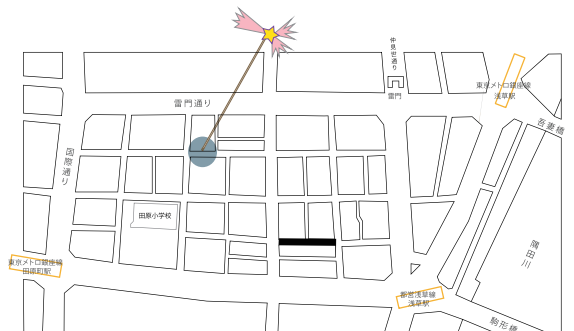 仲見世通り
雷門
東京メトロ銀座線
浅草駅
吾妻橋
雷門通り
国際通り
田原小学校
隅田川
東京メトロ銀座線
田原町駅
都営浅草線
浅草駅
駒形橋